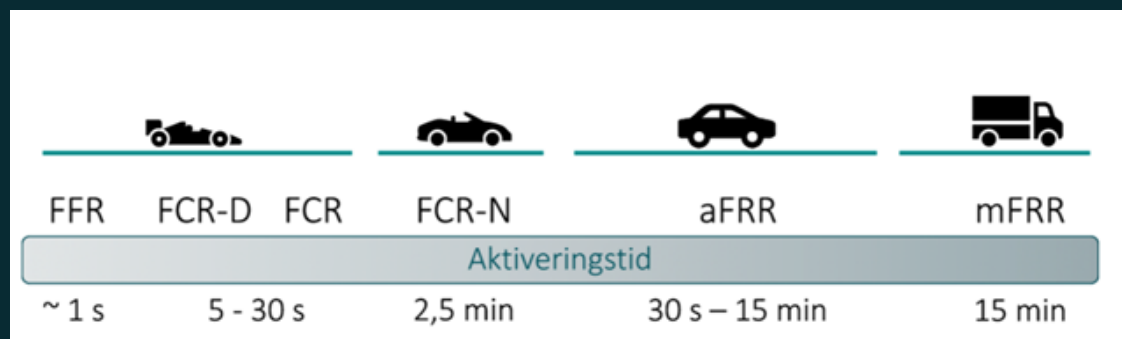 FFR FCR-D FCR FCR-N aFRR mFRR
Aktiveringstid
~ 1 s 5 - 30 s 2,5 min 30 s – 15 min 15 min